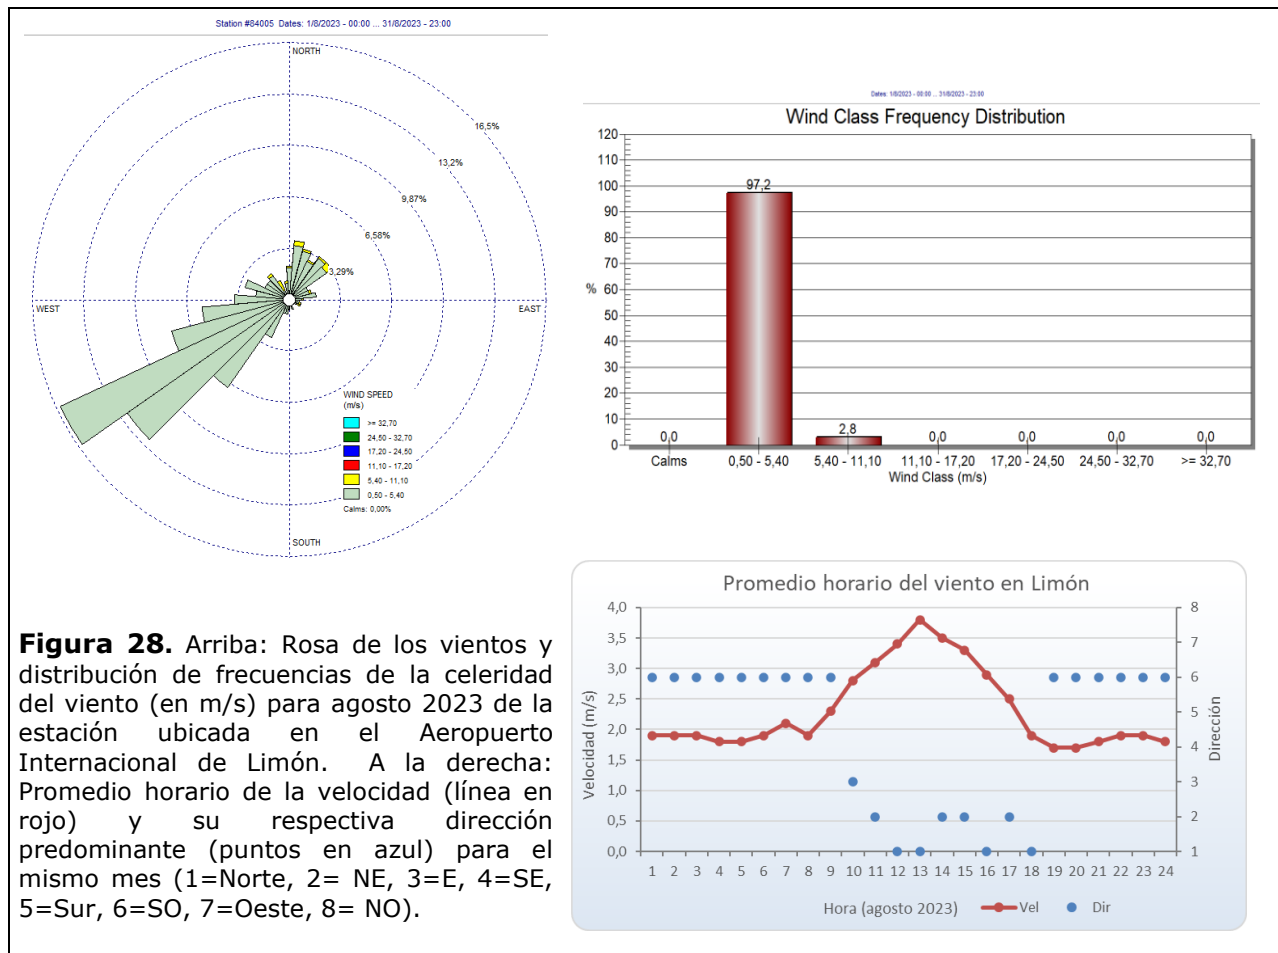 Station #84005 Dates: 1/8/2023 - 00:00 ... 31/8/2023 - 23:00
NORTH
16,5%
13,2%
9,87%
6,58%
3,29%
WEST
EAST
WIND SPEED
(m/s)
>= 32,70
24,50 - 32,70
17,20 - 24,50
11,10 - 17,20
5,40 - 11,10
0,50 - 5,40
Calms: 0,00%
SOUTH
Dates: 1/8/2023 - 00:00 ... 31/8/2023 - 23:00
Wind Class Frequency Distribution
120
110
100
90
80
70
% 60
50
40
30
20
10
0
0,0 97,2 2,8 0,0 0,0 0,0 0,0
Calms 0,50 - 5,40 5,40 - 11,10 11,10 - 17,20 17,20 - 24,50 24,50 - 32,70 >= 32,70
Wind Class (m/s)
Figura 28. Arriba: Rosa de los vientos y
distribución de frecuencias de la celeridad
del viento (en m/s) para agosto 2023 de la
estación ubicada en el Aeropuerto
Internacional de Limón. A la derecha:
Promedio horario de la velocidad (línea en
rojo) y su respectiva dirección
predominante (puntos en azul) para el
mismo mes (1=Norte, 2= NE, 3=E, 4=SE,
5=Sur, 6=SO, 7=Oeste, 8= NO).
Promedio horario del viento en Limón
4,0
3,5
3,0
2,5
2,0
1,5
1,0
0,5
0,0
Velocidad (m/s)
8
7
6
5
4
3
2
1
Dirección
1 2 3 4 5 6 7 8 9 10 11 12 13 14 15 16 17 18 19 20 21 22 23 24
Hora (agosto 2023) Vel Dir